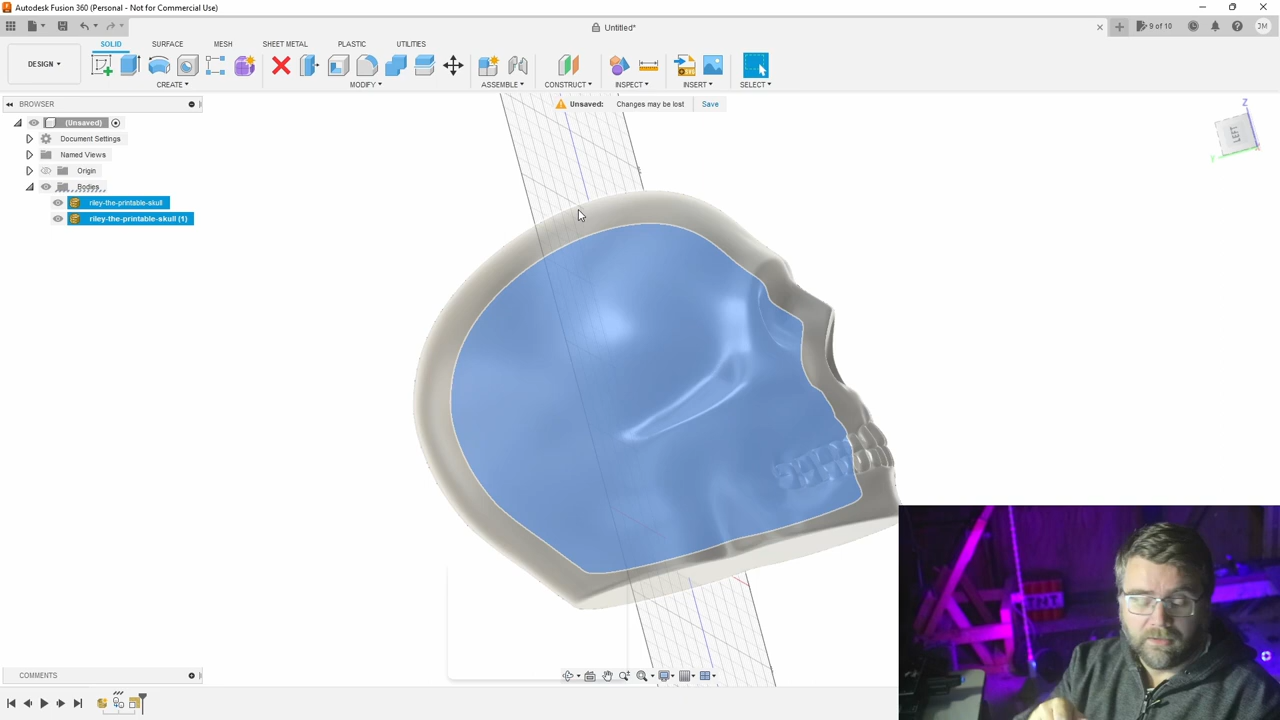 Autodesk Fusion 360 (Personal - Not for Commercial Use)
Untitled*
9 of 10
JM
SOLID SURFACE MESH SHEET METAL PLASTIC UTILITIES
DESIGN
CREATE MODIFY ASSEMBLE CONSTRUCT INSPECT INSERT SELECT
BROWSER
Unsaved: Changes may be lost Save
(Unsaved)
Document Settings
Named Views
Origin
Bodies
riley-the-printable-skull
riley-the-printable-skull (1)
Z
LEFT
TNT
COMMENTS